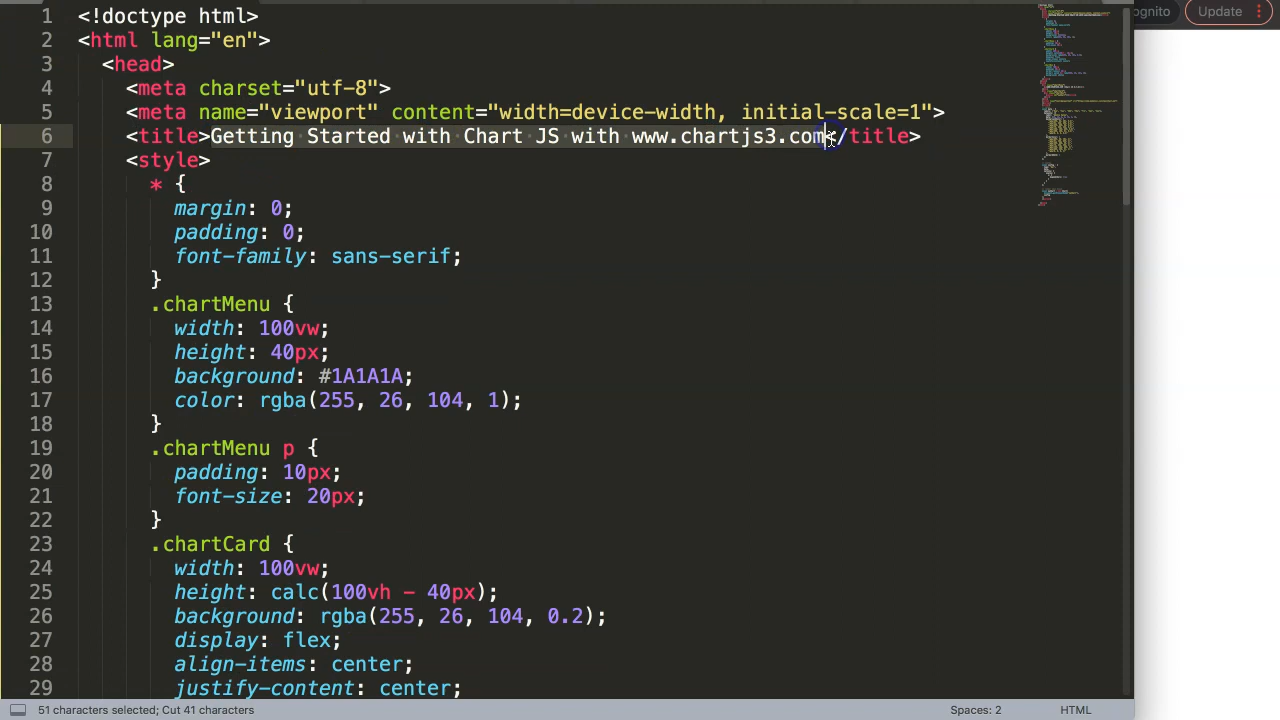 1 <!doctype html>
2 <html lang="en">
3 <head>
4 <meta charset="utf-8">
5 <meta name="viewport" content="width=device-width, initial-scale=1">
6 <title>Getting Started with Chart JS with www.chartjs3.com</title>
7 <style>
8 * {
9 margin: 0;
10 padding: 0;
11 font-family: sans-serif;
12 }
13 .chartMenu {
14 width: 100vw;
15 height: 40px;
16 background: #1A1A1A;
17 color: rgba(255, 26, 104, 1);
18 }
19 .chartMenu p {
20 padding: 10px;
21 font-size: 20px;
22 }
23 .chartCard {
24 width: 100vw;
25 height: calc(100vh - 40px);
26 background: rgba(255, 26, 104, 0.2);
27 display: flex;
28 align-items: center;
29 justify-content: center;
51 characters selected; Cut 41 characters
Spaces: 2
HTML
ognito
Update